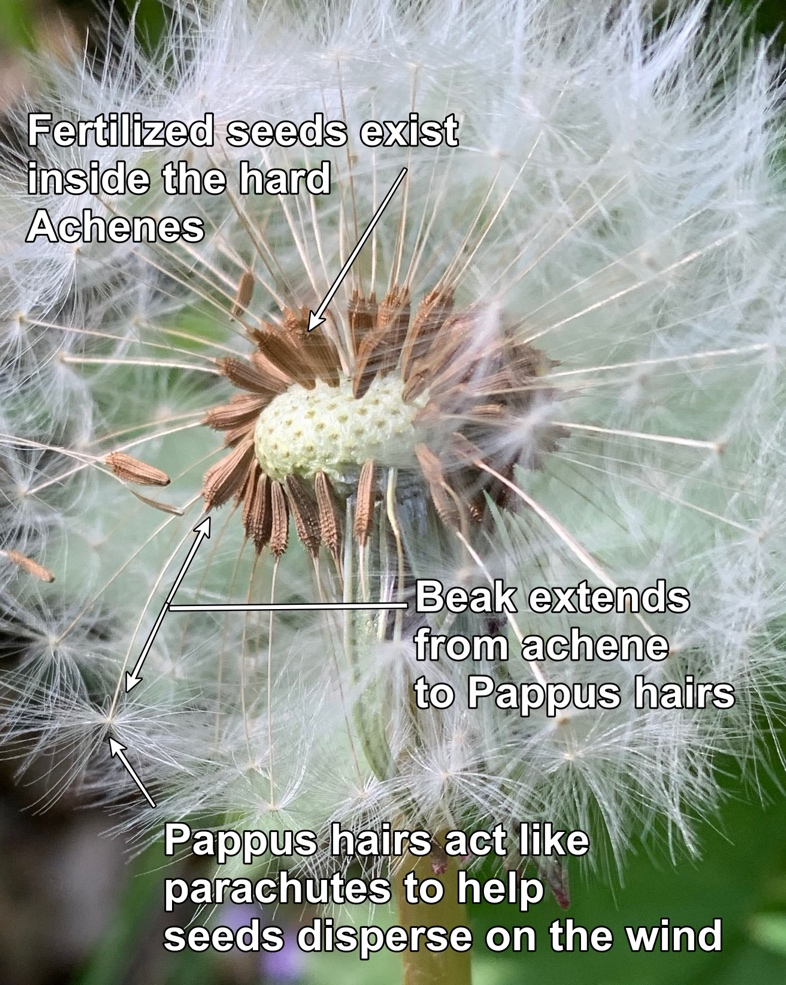 Fertilized seeds exist
inside the hard
Achenes
Beak extends
from achene
to Pappus hairs
Pappus hairs act like
parachutes to help
seeds disperse on the wind